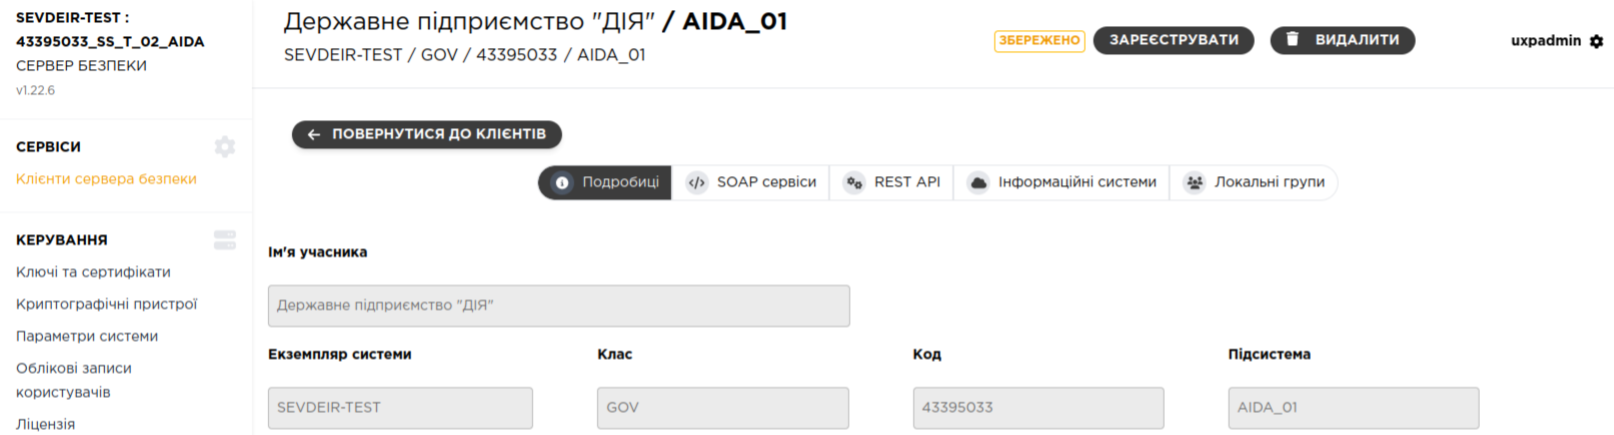 SEVDEIR-TEST :
43395033_SS_T_02_AIDA
СЕРВЕР БЕЗПЕКИ
v1.22.6
СЕРВІСИ
Клієнти сервера безпеки
КЕРУВАННЯ
Ключі та сертифікати
Криптографічні пристрої
Параметри системи
Облікові записи
користувачів
Ліцензія
Державне підприємство "ДІЯ" / AIDA_01
SEVDEIR-TEST / GOV / 43395033 / AIDA_01
ЗБЕРЕЖЕНО
ЗАРЕЄСТРУВАТИ
ВИДАЛИТИ
uxpadmin
← ПОВЕРНУТИСЯ ДО КЛІЄНТІВ
Подробиці
SOAP сервіси
REST API
Інформаційні системи
Локальні групи
Ім'я учасника
Державне підприємство "ДІЯ"
Екземпляр системи
Клас
Код
Підсистема
SEVDEIR-TEST
GOV
43395033
AIDA_01